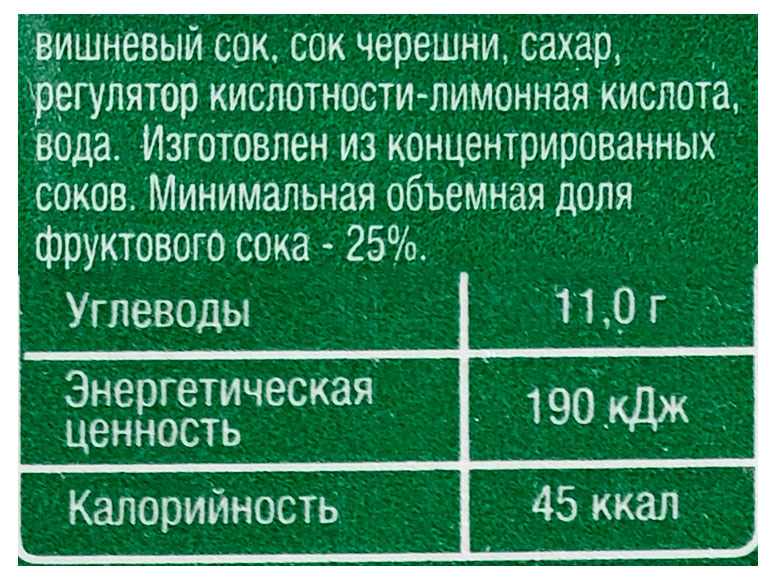 вишневый сок, сок черешни, сахар,
регулятор кислотности-лимонная кислота,
вода. Изготовлен из концентрированных
соков. Минимальная объемная доля
фруктового сока - 25%.
Углеводы 11,0 г
Энергетическая
ценность 190 кДж
Калорийность 45 ккал